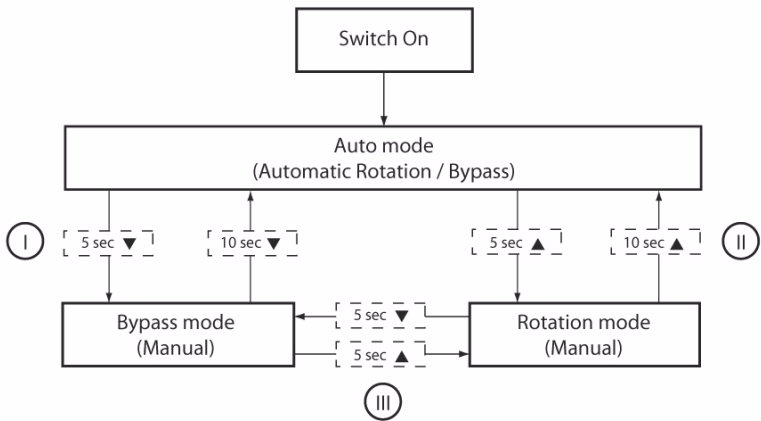 Switch On
Auto mode
(Automatic Rotation / Bypass)
I
5 sec ▼
10 sec ▼
5 sec ▲
10 sec ▲
II
Bypass mode
(Manual)
5 sec ▼
5 sec ▲
Rotation mode
(Manual)
III